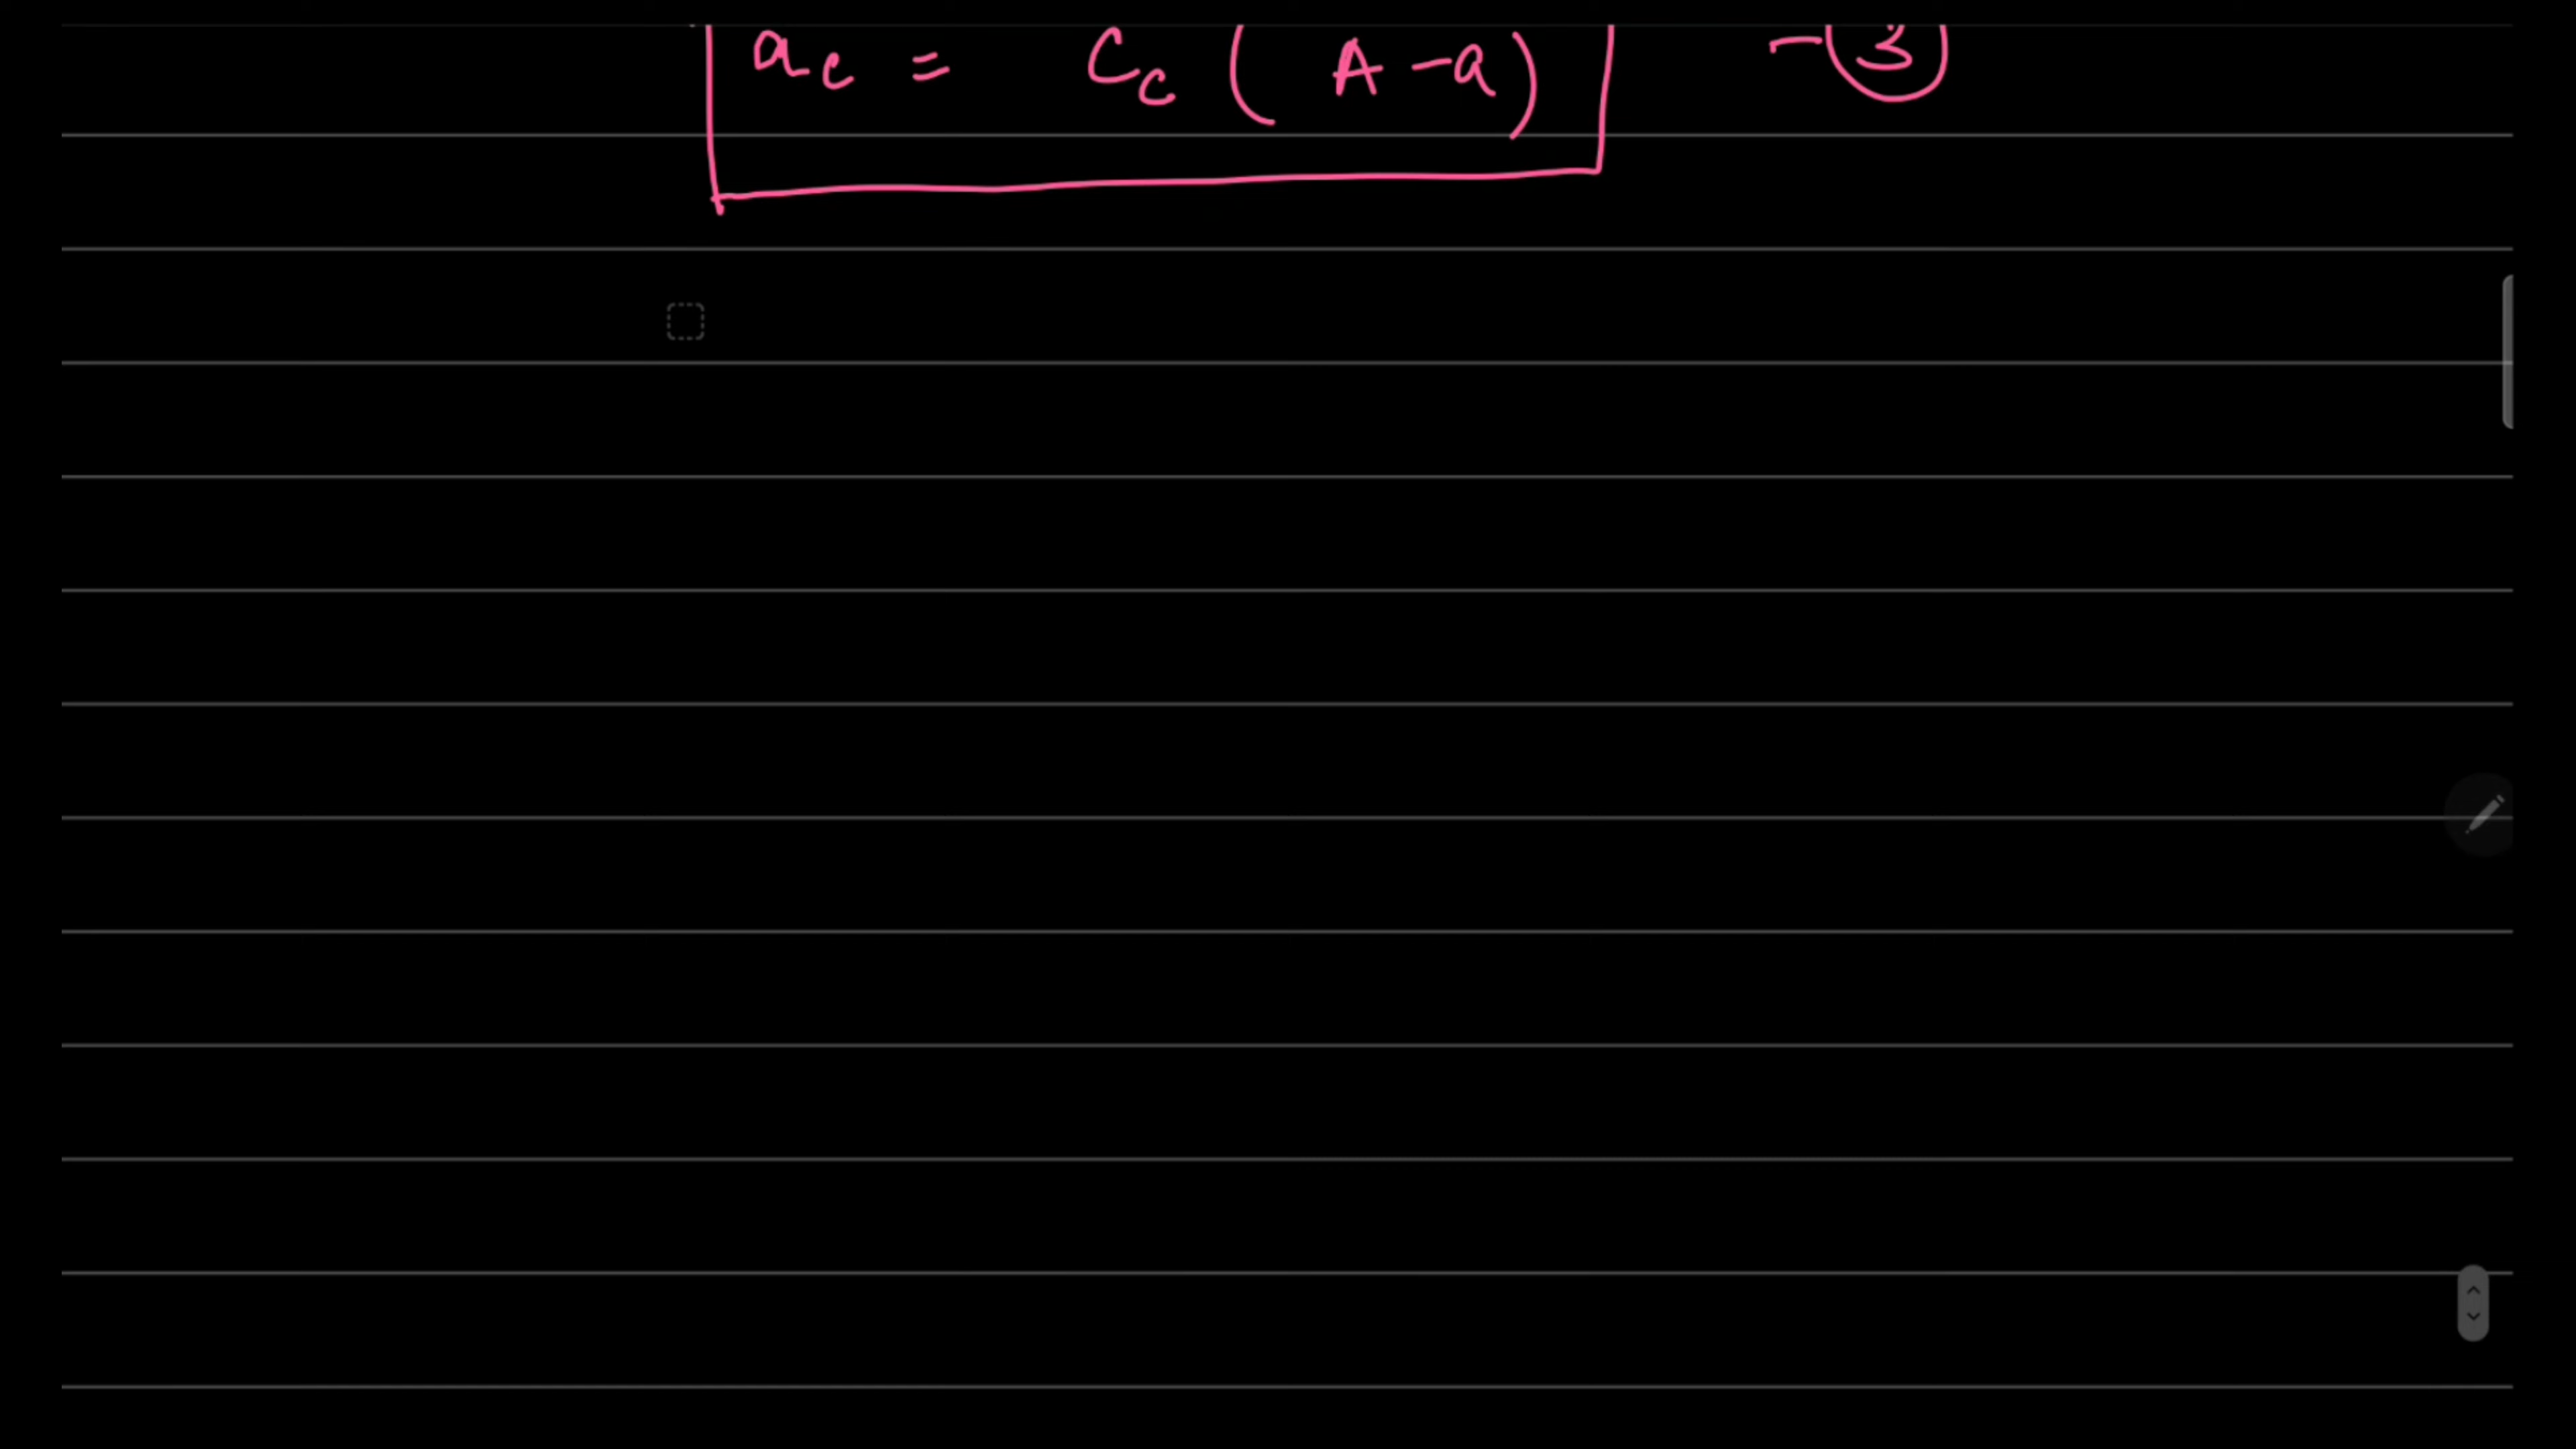 a_c = C_c ( A - a ) - 3